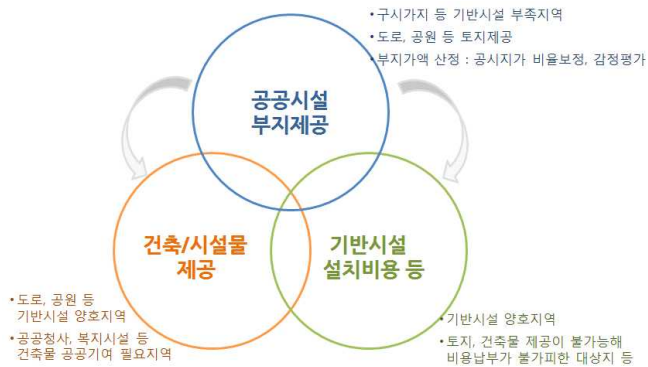 • 구시가지 등 기반시설 부족지역
• 도로, 공원 등 토지제공
• 부지가액 산정 : 공시지가 비율보정, 감정평가
공공시설
부지제공
건축/시설물
제공
기반시설
설치비용 등
• 도로, 공원 등
기반시설 양호지역
• 공공청사, 복지시설 등
건축물 공공기여 필요지역
• 기반시설 양호지역
• 토지, 건축물 제공이 불가능해
비용납부가 불가피한 대상지 등